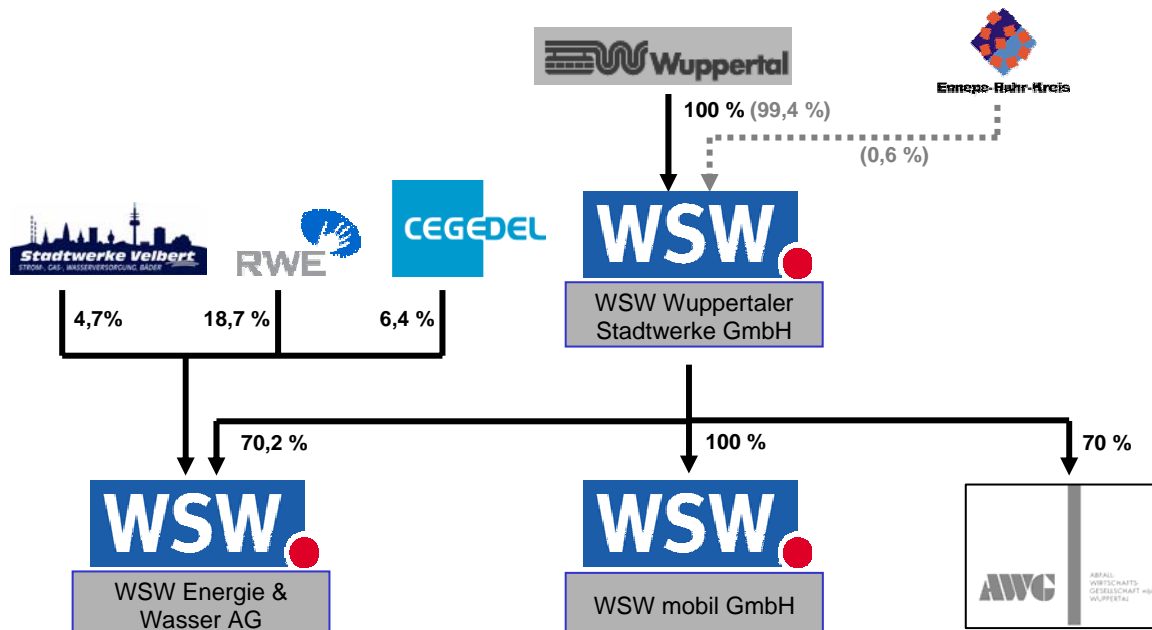 Wuppertal
Ennepe-Ruhr-Kreis
100 % (99,4 %)
(0,6 %)
Stadtwerke Velbert
STROM-, GAS-, WASSERVERSORGUNG, BÄDER
RWE
CEGEDEL
WSW.
WSW Wuppertaler
Stadtwerke GmbH
4,7%
18,7 %
6,4 %
70,2 %
100 %
70 %
WSW.
WSW Energie &
Wasser AG
WSW.
WSW mobil GmbH
AWG
ABFALL
WIRTSCHAFTS
GESELLSCHAFT mbH
WUPPERTAL